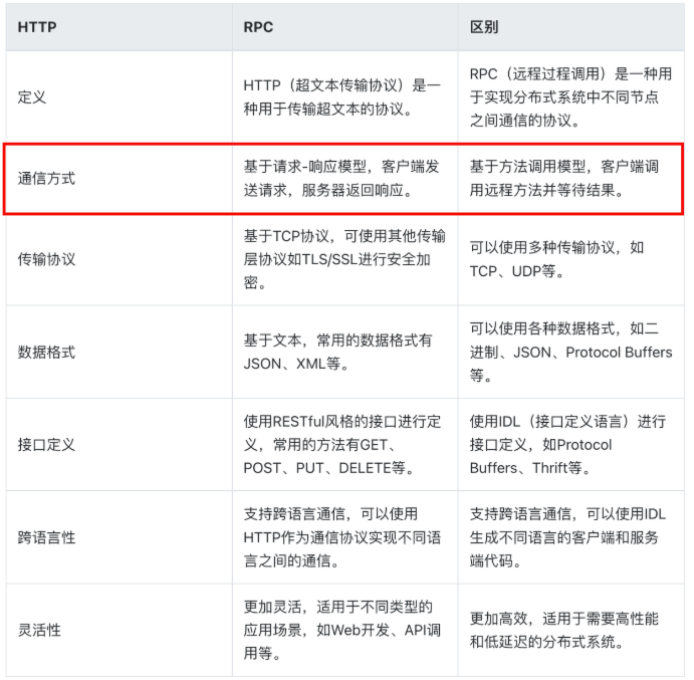 HTTP
RPC
区别
定义
HTTP（超文本传输协议）是一
种用于传输超文本的协议。
RPC（远程过程调用）是一种用
于实现分布式系统中不同节点
之间通信的协议。
通信方式
基于请求-响应模型，客户端发
送请求，服务器返回响应。
基于方法调用模型，客户端调
用远程方法并等待结果。
传输协议
基于TCP协议，可使用其他传输
层协议如TLS/SSL进行安全加
密。
可以使用多种传输协议，如
TCP、UDP等。
数据格式
基于文本，常用的数据格式有
JSON、XML等。
可以使用各种数据格式，如二
进制、JSON、Protocol Buffers
等。
接口定义
使用RESTful风格的接口进行定
义，常用的方法有GET、
POST、PUT、DELETE等。
使用IDL（接口定义语言）进行
接口定义，如Protocol
Buffers、Thrift等。
跨语言性
支持跨语言通信，可以使用
HTTP作为通信协议实现不同语
言之间的通信。
支持跨语言通信，可以使用IDL
生成不同语言的客户端和服务
端代码。
灵活性
更加灵活，适用于不同类型的
应用场景，如Web开发、API调
用等。
更加高效，适用于需要高性能
和低延迟的分布式系统。